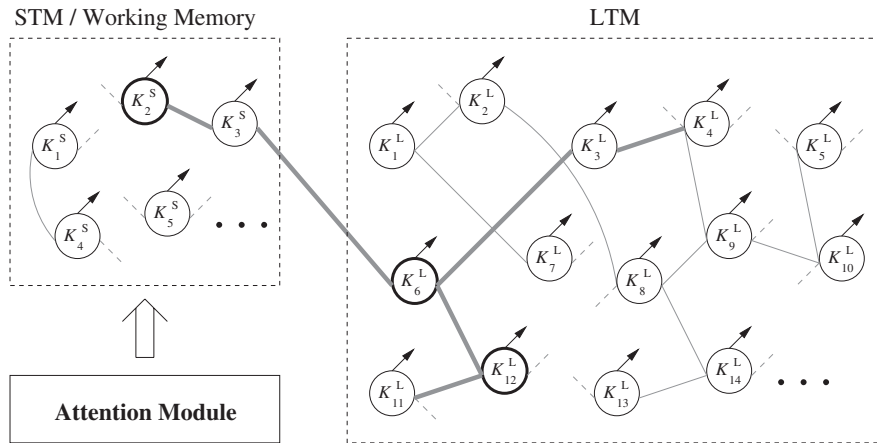 STM / Working Memory
K₂ˢ
K₃ˢ
K₁ˢ
K₅ˢ
K₄ˢ
. . .
Attention Module
LTM
K₂ᴸ
K₄ᴸ
K₁ᴸ
K₃ᴸ
K₅ᴸ
K₉ᴸ
K₇ᴸ
K₁₀ᴸ
K₆ᴸ
K₈ᴸ
K₁₂ᴸ
K₁₄ᴸ
K₁₁ᴸ
K₁₃ᴸ
. . .